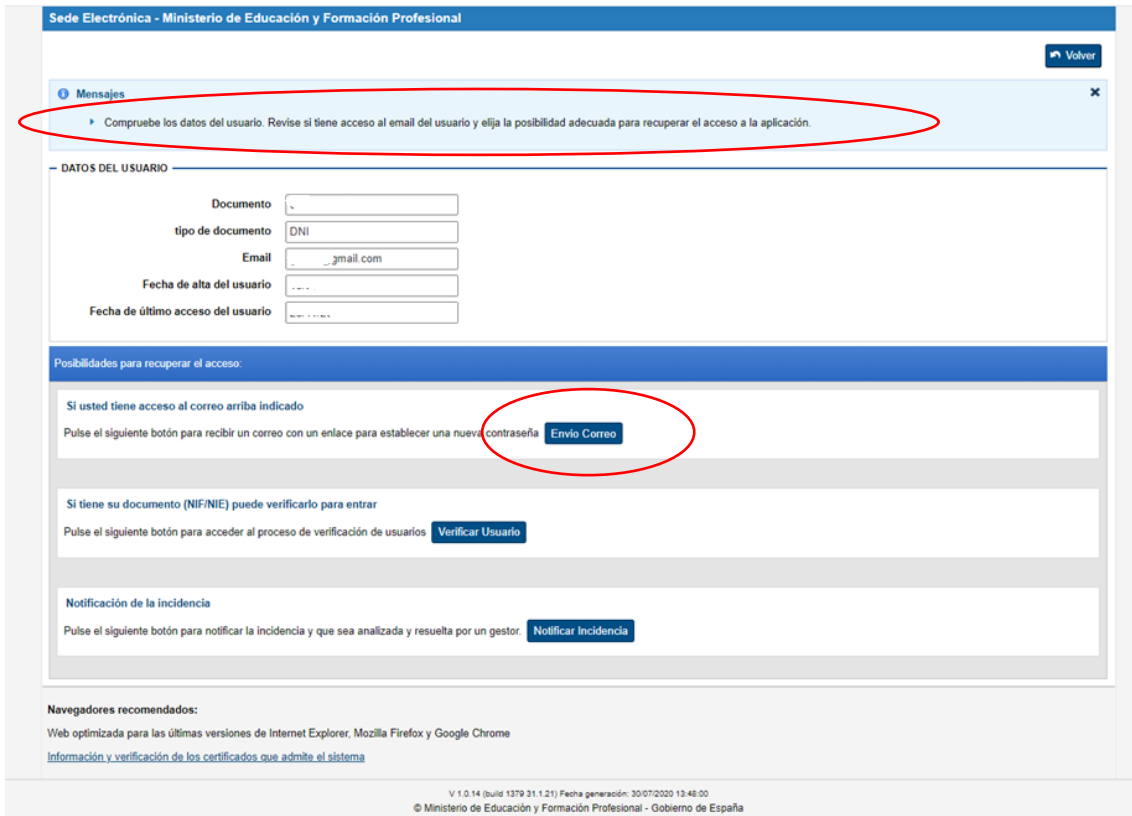 Sede Electrónica - Ministerio de Educación y Formación Profesional
Volver
Mensajes
Compruebe los datos del usuario. Revise si tiene acceso al email del usuario y elija la posibilidad adecuada para recuperar el acceso a la aplicación.
DATOS DEL USUARIO
Documento
tipo de documento DNI
Email gmail.com
Fecha de alta del usuario
Fecha de último acceso del usuario
Posibilidades para recuperar el acceso:
Si usted tiene acceso al correo arriba indicado
Pulse el siguiente botón para recibir un correo con un enlace para establecer una nueva contraseña Envio Correo
Si tiene su documento (NIF/NIE) puede verificarlo para entrar
Pulse el siguiente botón para acceder al proceso de verificación de usuarios Verificar Usuario
Notificación de la incidencia
Pulse el siguiente botón para notificar la incidencia y que sea analizada y resuelta por un gestor. Notificar Incidencia
Navegadores recomendados:
Web optimizada para las últimas versiones de Internet Explorer, Mozilla Firefox y Google Chrome
Información y verificación de los certificados que admite el sistema
V 1.0.14 (build 1379 31.1.21) Fecha generación: 30/07/2020 13:48:00
© Ministerio de Educación y Formación Profesional - Gobierno de España